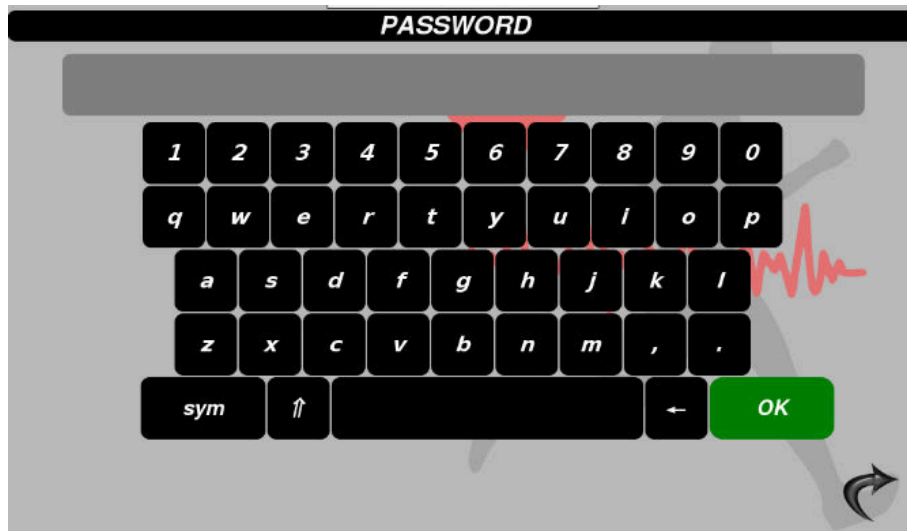 PASSWORD
1 2 3 4 5 6 7 8 9 0
q w e r t y u i o p
a s d f g h j k l
z x c v b n m , .
sym ⇑ ← OK